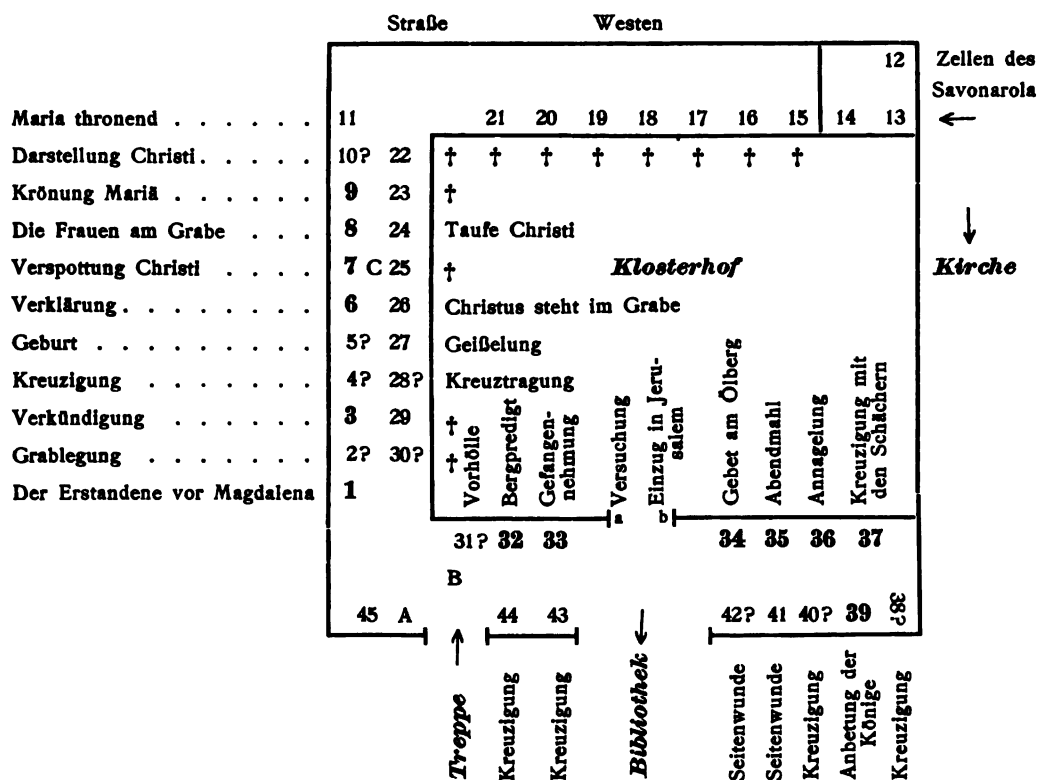 Straße Westen
12 Zellen des
Savonarola
Maria thronend . . . . . . 11 21 20 19 18 17 16 15 14 13 ←
Darstellung Christi . . . . . 10? 22 † † † † † † † †
Krönung Mariä . . . . . . 9 23 †
Die Frauen am Grabe . . . 8 24 Taufe Christi
Verspottung Christi . . . . 7 C 25 † Klosterhof Kirche
Verklärung . . . . . . . . 6 26 Christus steht im Grabe
Geburt . . . . . . . . . 5? 27 Geißelung
Kreuzigung . . . . . . . 4? 28? Kreuztragung
Verkündigung . . . . . . 3 29 †
Grablegung . . . . . . . 2? 30? †
Der Erstandene vor Magdalena 1
Vorhölle
Bergpredigt
Gefangen-
nehmung
Versuchung
Einzug in Jeru-
salem
Gebet am Ölberg
Abendmahl
Annagelung
Kreuzigung mit
den Schächern
a b
31? 32 33 34 35 36 37
B
45 A 44 43 42? 41 40? 39 38?
Treppe
Kreuzigung
Kreuzigung
Bibliothek
Seitenwunde
Seitenwunde
Kreuzigung
Anbetung der
Könige
Kreuzigung